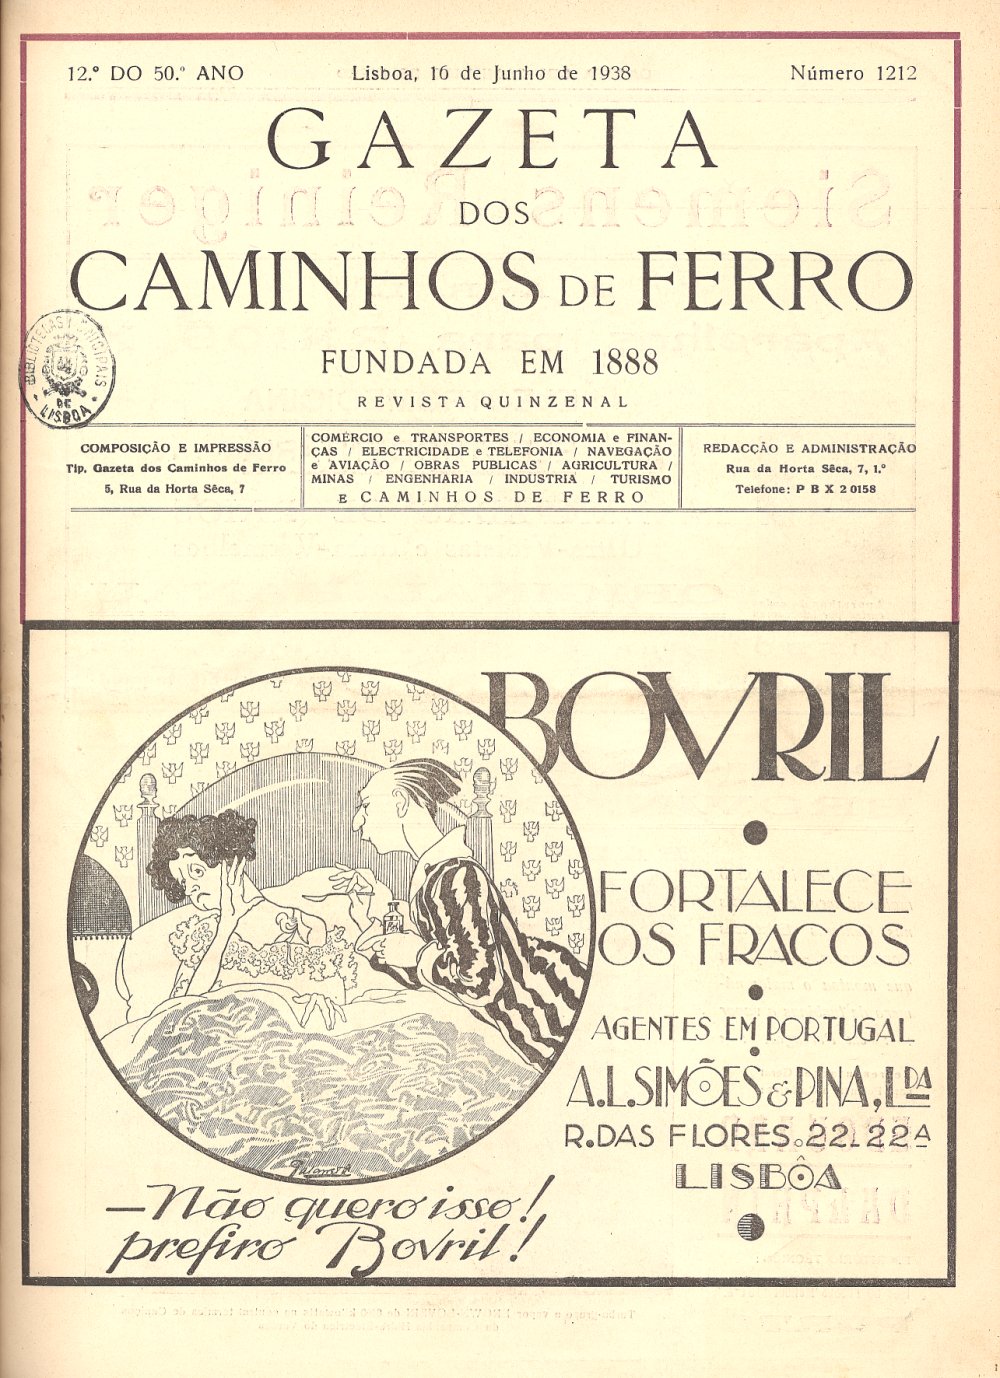 12.º DO 50.º ANO Lisboa, 16 de Junho de 1938 Número 1212
GAZETA
DOS
CAMINHOS DE FERRO
FUNDADA EM 1888
REVISTA QUINZENAL
BIBLIOTECAS MUNICIPAIS
DE
LISBOA
COMPOSIÇÃO E IMPRESSÃO
Tip. Gazeta dos Caminhos de Ferro
5, Rua da Horta Sêca, 7
COMÉRCIO e TRANSPORTES / ECONOMIA e FINAN-
ÇAS / ELECTRICIDADE e TELEFONIA / NAVEGAÇÃO
e AVIAÇÃO / OBRAS PUBLICAS / AGRICULTURA /
MINAS / ENGENHARIA / INDUSTRIA / TURISMO
E CAMINHOS DE FERRO
REDACÇÃO E ADMINISTRAÇÃO
Rua da Horta Sêca, 7, 1.º
Telefone: P B X 2 0158
BOVRIL
FORTALECE
OS FRACOS
AGENTES EM PORTUGAL
A.L.SIMÕES & PINA, LDA
R.DAS FLORES.22-22A
LISBÔA
—Não quero isso!
prefiro Bovril!